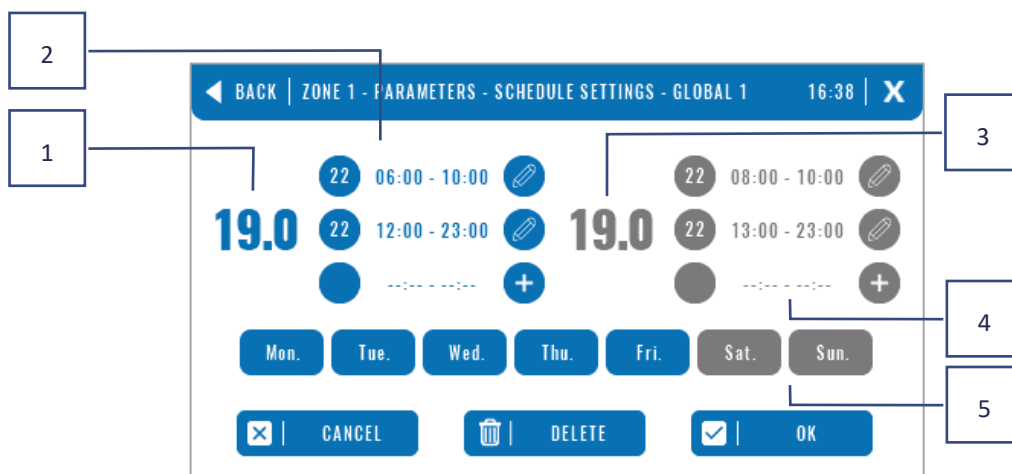 2
BACK ZONE 1 - PARAMETERS - SCHEDULE SETTINGS - GLOBAL 1 16:38 X
1
3
22 06:00 - 10:00
22 08:00 - 10:00
19.0 22 12:00 - 23:00
19.0 22 13:00 - 23:00
--:-- - --:-- +
--:-- - --:-- +
4
Mon. Tue. Wed. Thu. Fri. Sat. Sun.
5
CANCEL DELETE OK